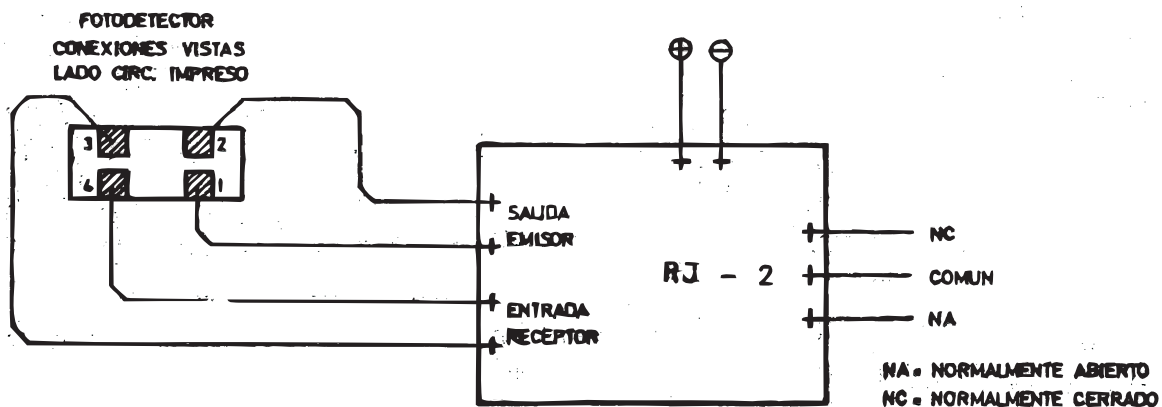 FOTODETECTOR
CONEXIONES VISTAS
LADO CIRC. IMPRESO
3
2
4
1
+
−
SALIDA
EMISOR
ENTRADA
RECEPTOR
RJ - 2
NC
COMUN
NA
NA = NORMALMENTE ABIERTO
NC = NORMALMENTE CERRADO